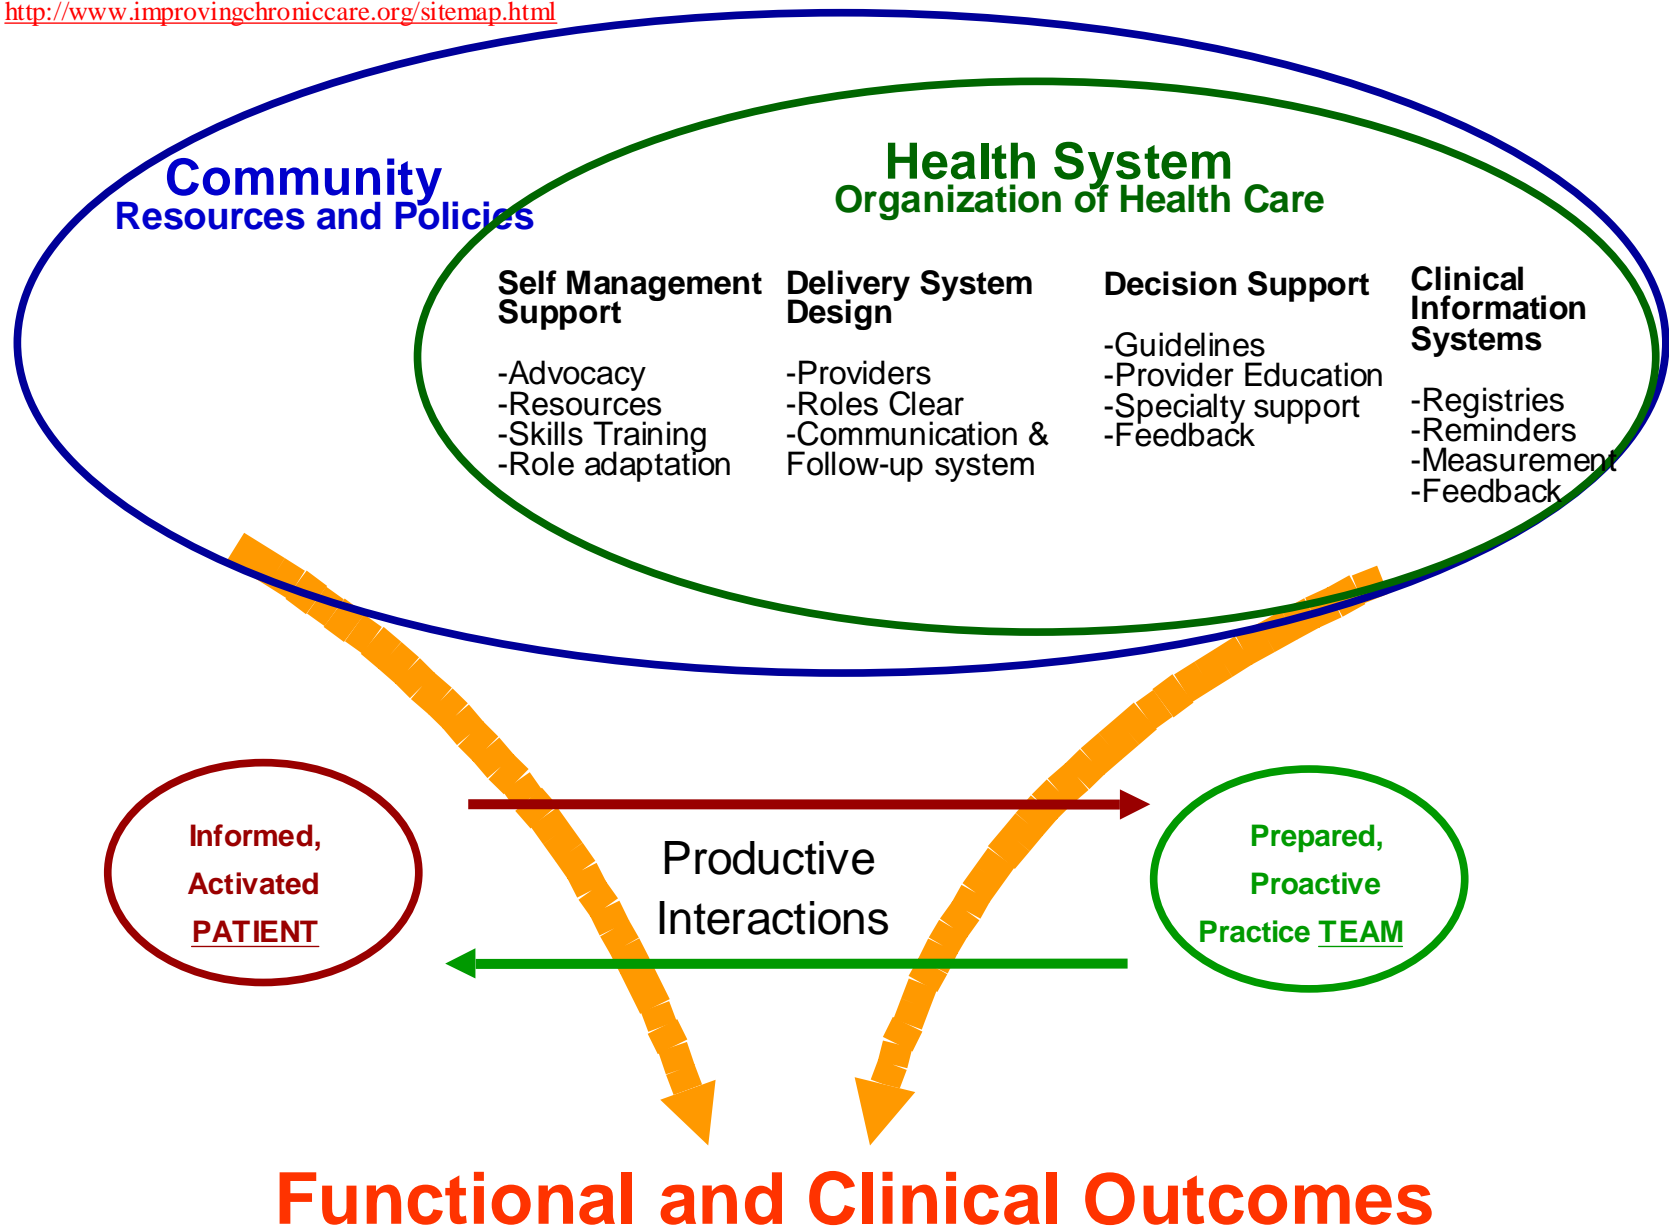 http://www.improvingchroniccare.org/sitemap.html
Community
Resources and Policies
Health System
Organization of Health Care
Self Management
Support
-Advocacy
-Resources
-Skills Training
-Role adaptation
Delivery System
Design
-Providers
-Roles Clear
-Communication &
Follow-up system
Decision Support
-Guidelines
-Provider Education
-Specialty support
-Feedback
Clinical
Information
Systems
-Registries
-Reminders
-Measurement
-Feedback
Informed,
Activated
PATIENT
Productive
Interactions
Prepared,
Proactive
Practice TEAM
Functional and Clinical Outcomes